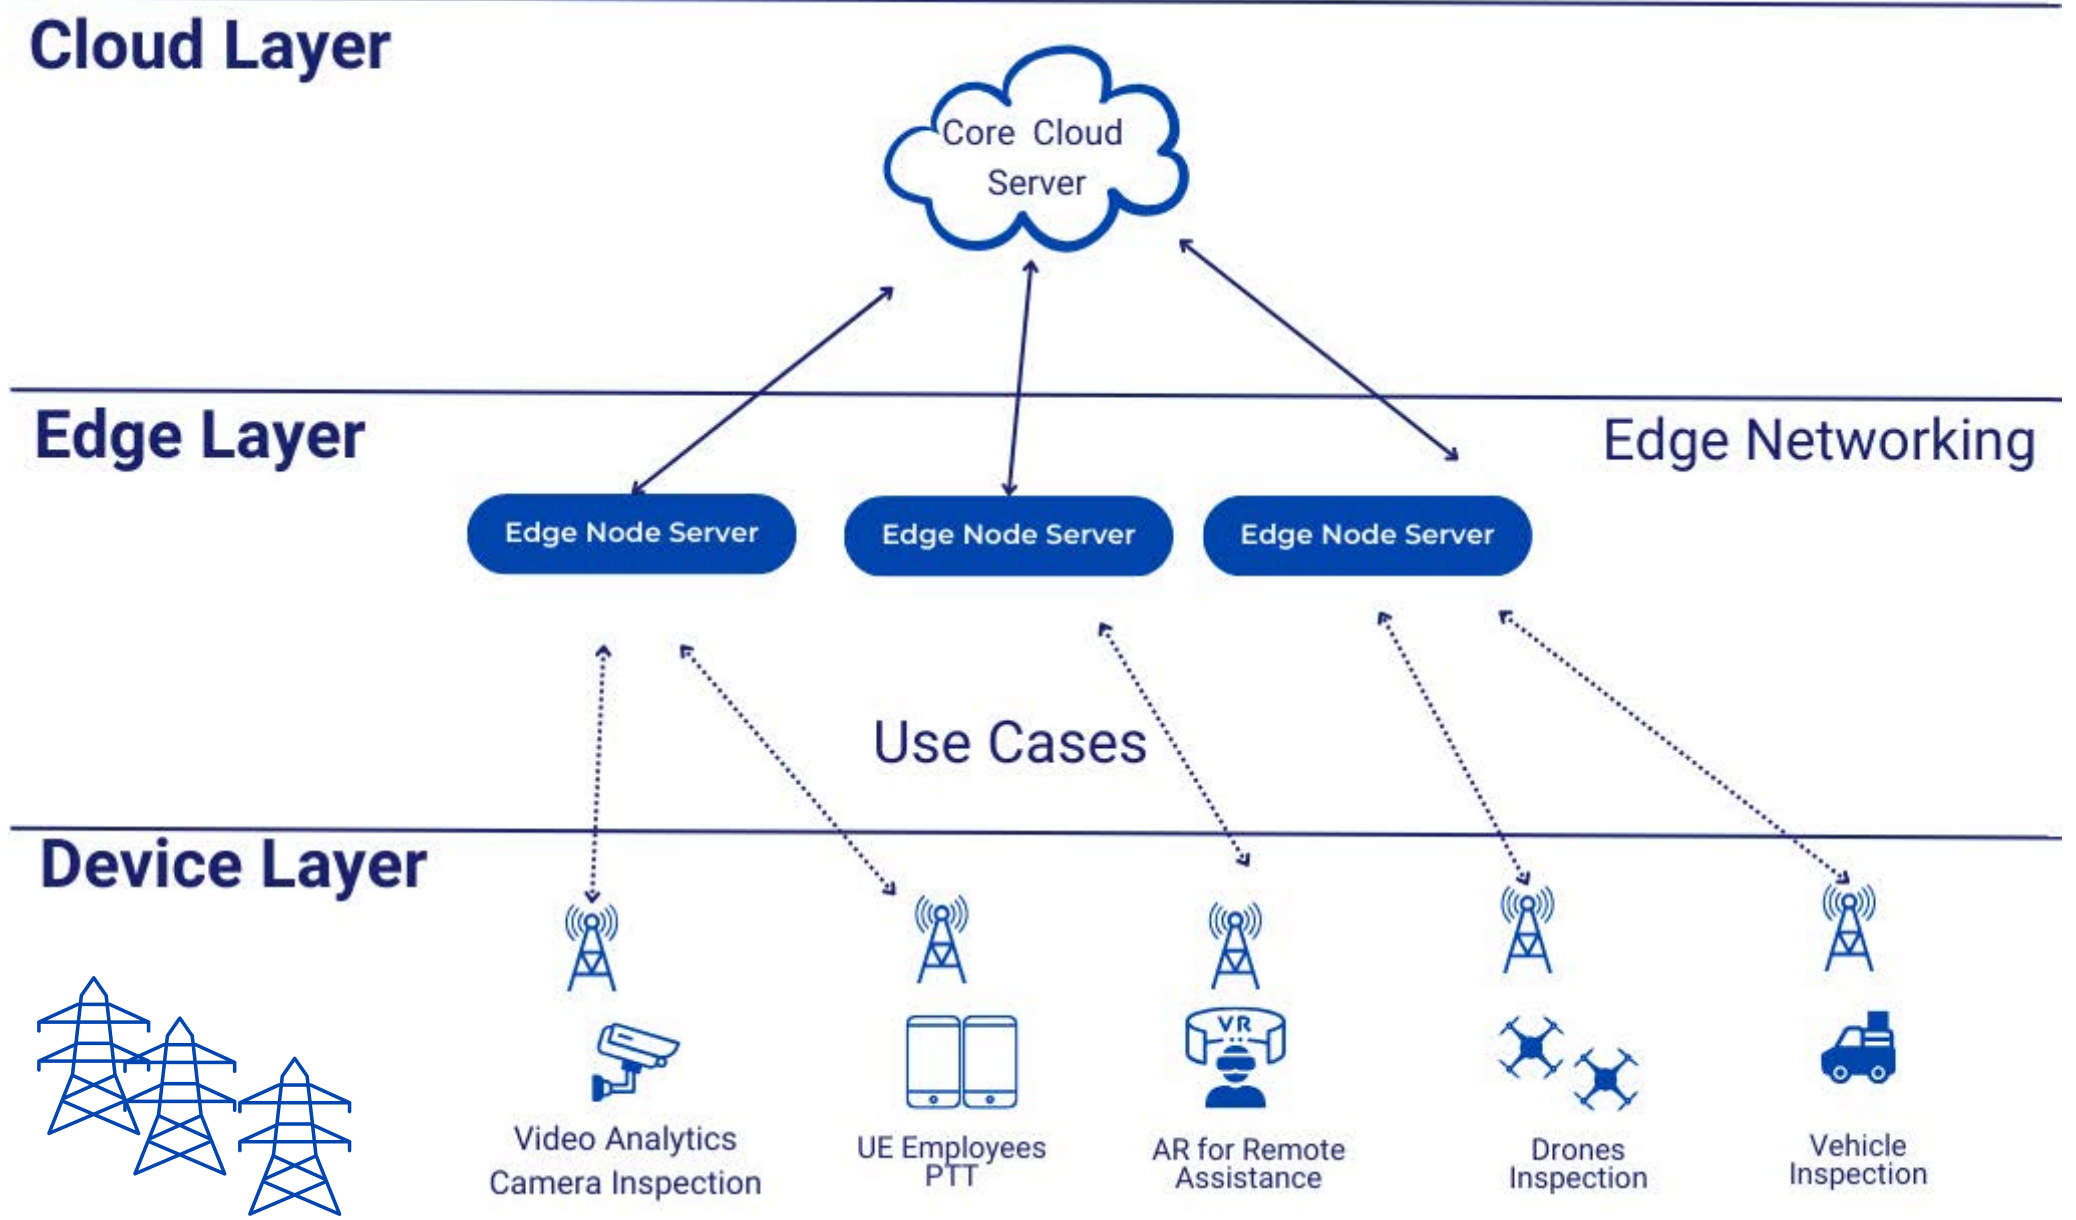 Cloud Layer
Core Cloud
Server
Edge Layer
Edge Networking
Edge Node Server
Edge Node Server
Edge Node Server
Use Cases
Device Layer
VR
Video Analytics
Camera Inspection
UE Employees
PTT
AR for Remote
Assistance
Drones
Inspection
Vehicle
Inspection